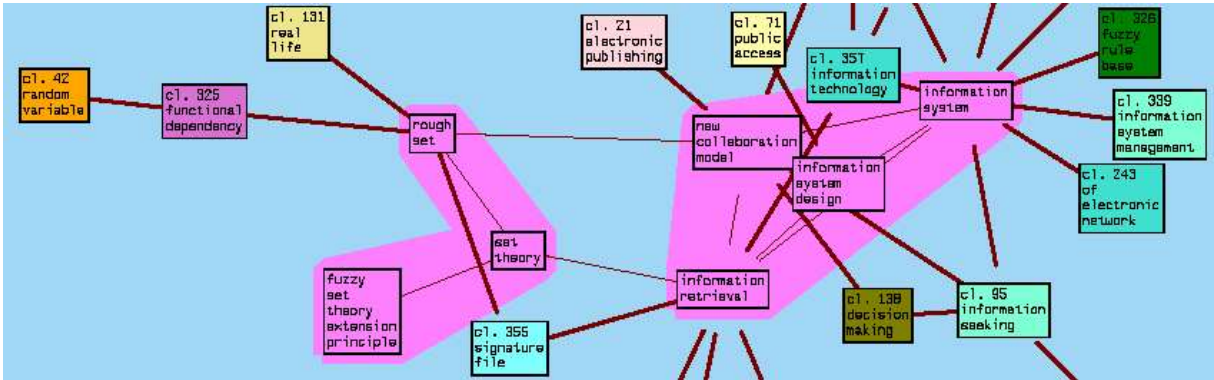 cl. 42
random
variable
cl. 325
functional
dependency
cl. 131
real
life
rough
set
set
theory
fuzzy
set
theory
extension
principle
cl. 355
signature
file
cl. 21
electronic
publishing
cl. 71
public
access
cl. 357
information
technology
new
collaboration
model
information
system
design
information
retrieval
information
system
cl. 326
fuzzy
rule
base
cl. 339
information
system
management
cl. 243
of
electronic
network
cl. 138
decision
making
cl. 95
information
seeking